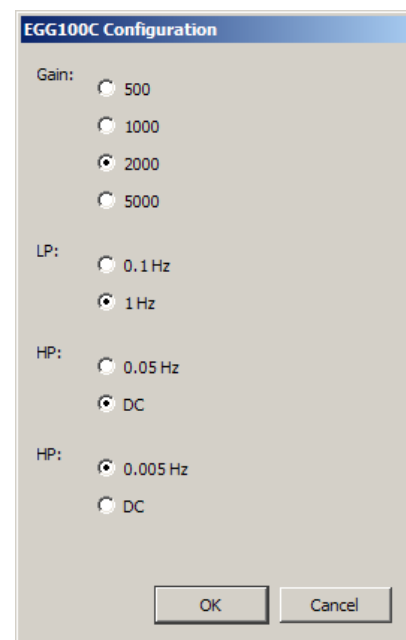 EGG100C Configuration
Gain:
500
1000
2000
5000
LP:
0.1 Hz
1 Hz
HP:
0.05 Hz
DC
HP:
0.005 Hz
DC
OK Cancel